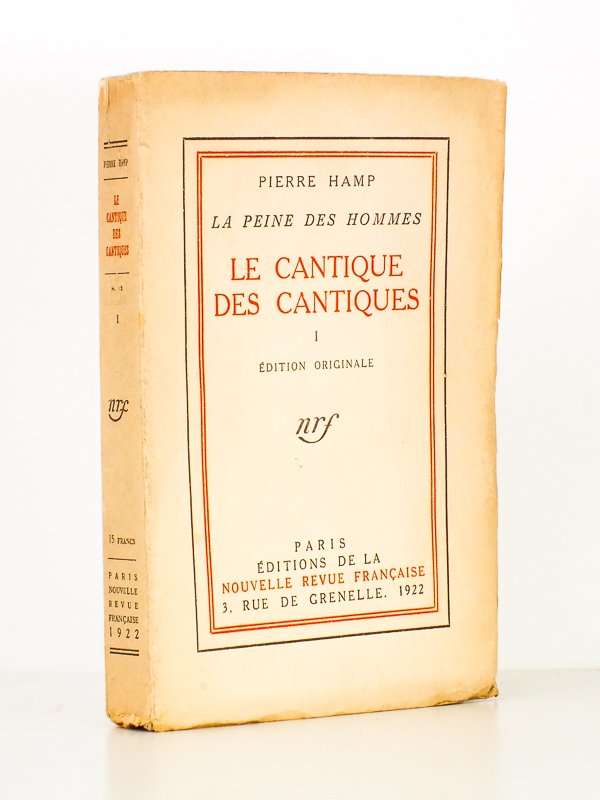 PIERRE HAMP
LE
CANTIQUE
DES
CANTIQUES
I
nrf
15 FRANCS
PARIS
NOUVELLE
REVUE
FRANÇAISE
1922
PIERRE HAMP
LA PEINE DES HOMMES
LE CANTIQUE
DES CANTIQUES
I
ÉDITION ORIGINALE
nrf
PARIS
ÉDITIONS DE LA
NOUVELLE REVUE FRANÇAISE
3, RUE DE GRENELLE. 1922